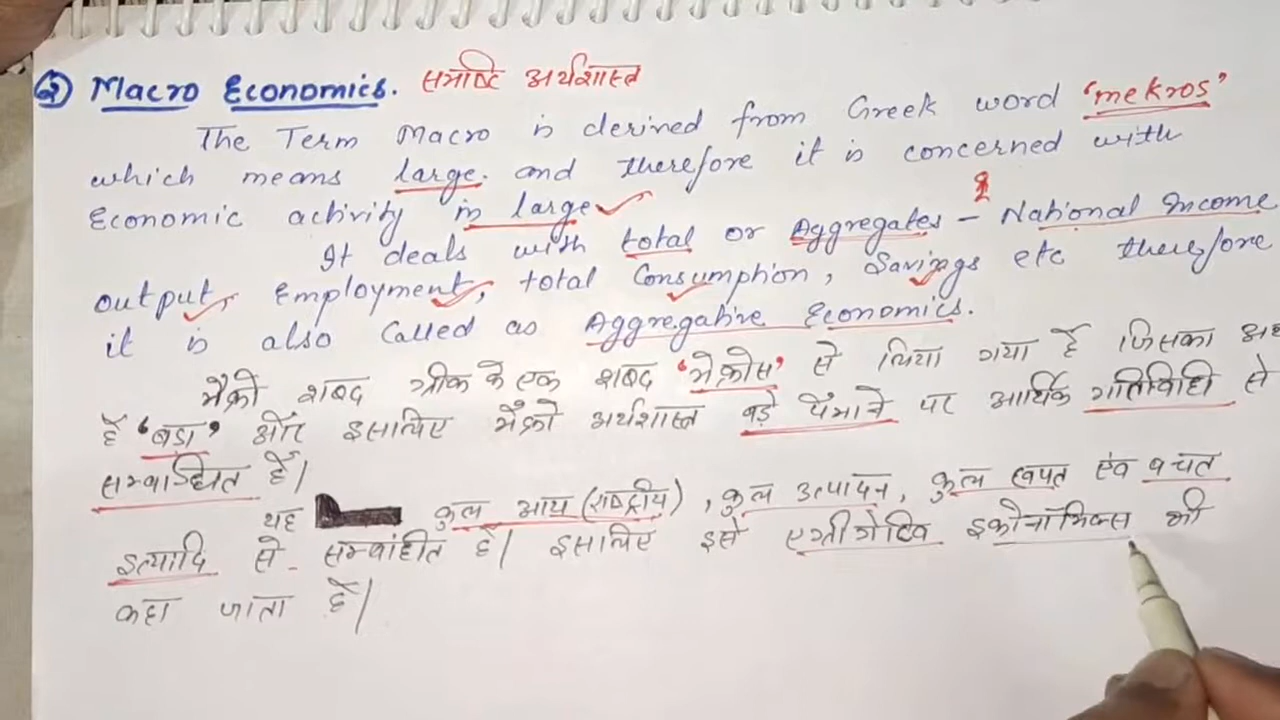 ② Macro Economics. समष्टि अर्थशास्त्र
The Term Macro is derived from Greek word 'mekros'
which means large. and therefore it is concerned with
Economic activity in large
It deals with total or Aggregates - National Income
output, Employment, total Consumption, Savings etc therefore
it is also Called as Aggregative Economics.
मैक्रो शब्द ग्रीक के एक शब्द 'मेक्रोस' से लिया गया है जिसका
है 'बड़ा' और इसलिए मैक्रो अर्थशास्त्र बड़े पैमाने पर आर्थिक गतिविधी से
सम्बन्धित है।
यह कुल आय (राष्ट्रीय), कुल उत्पादन, कुल खपत एंव बचत
इत्यादि से सम्बंधित है। इसलिए इसे एग्रीगेटिव इकोनॉमिक्स भी
कहा जाता है।